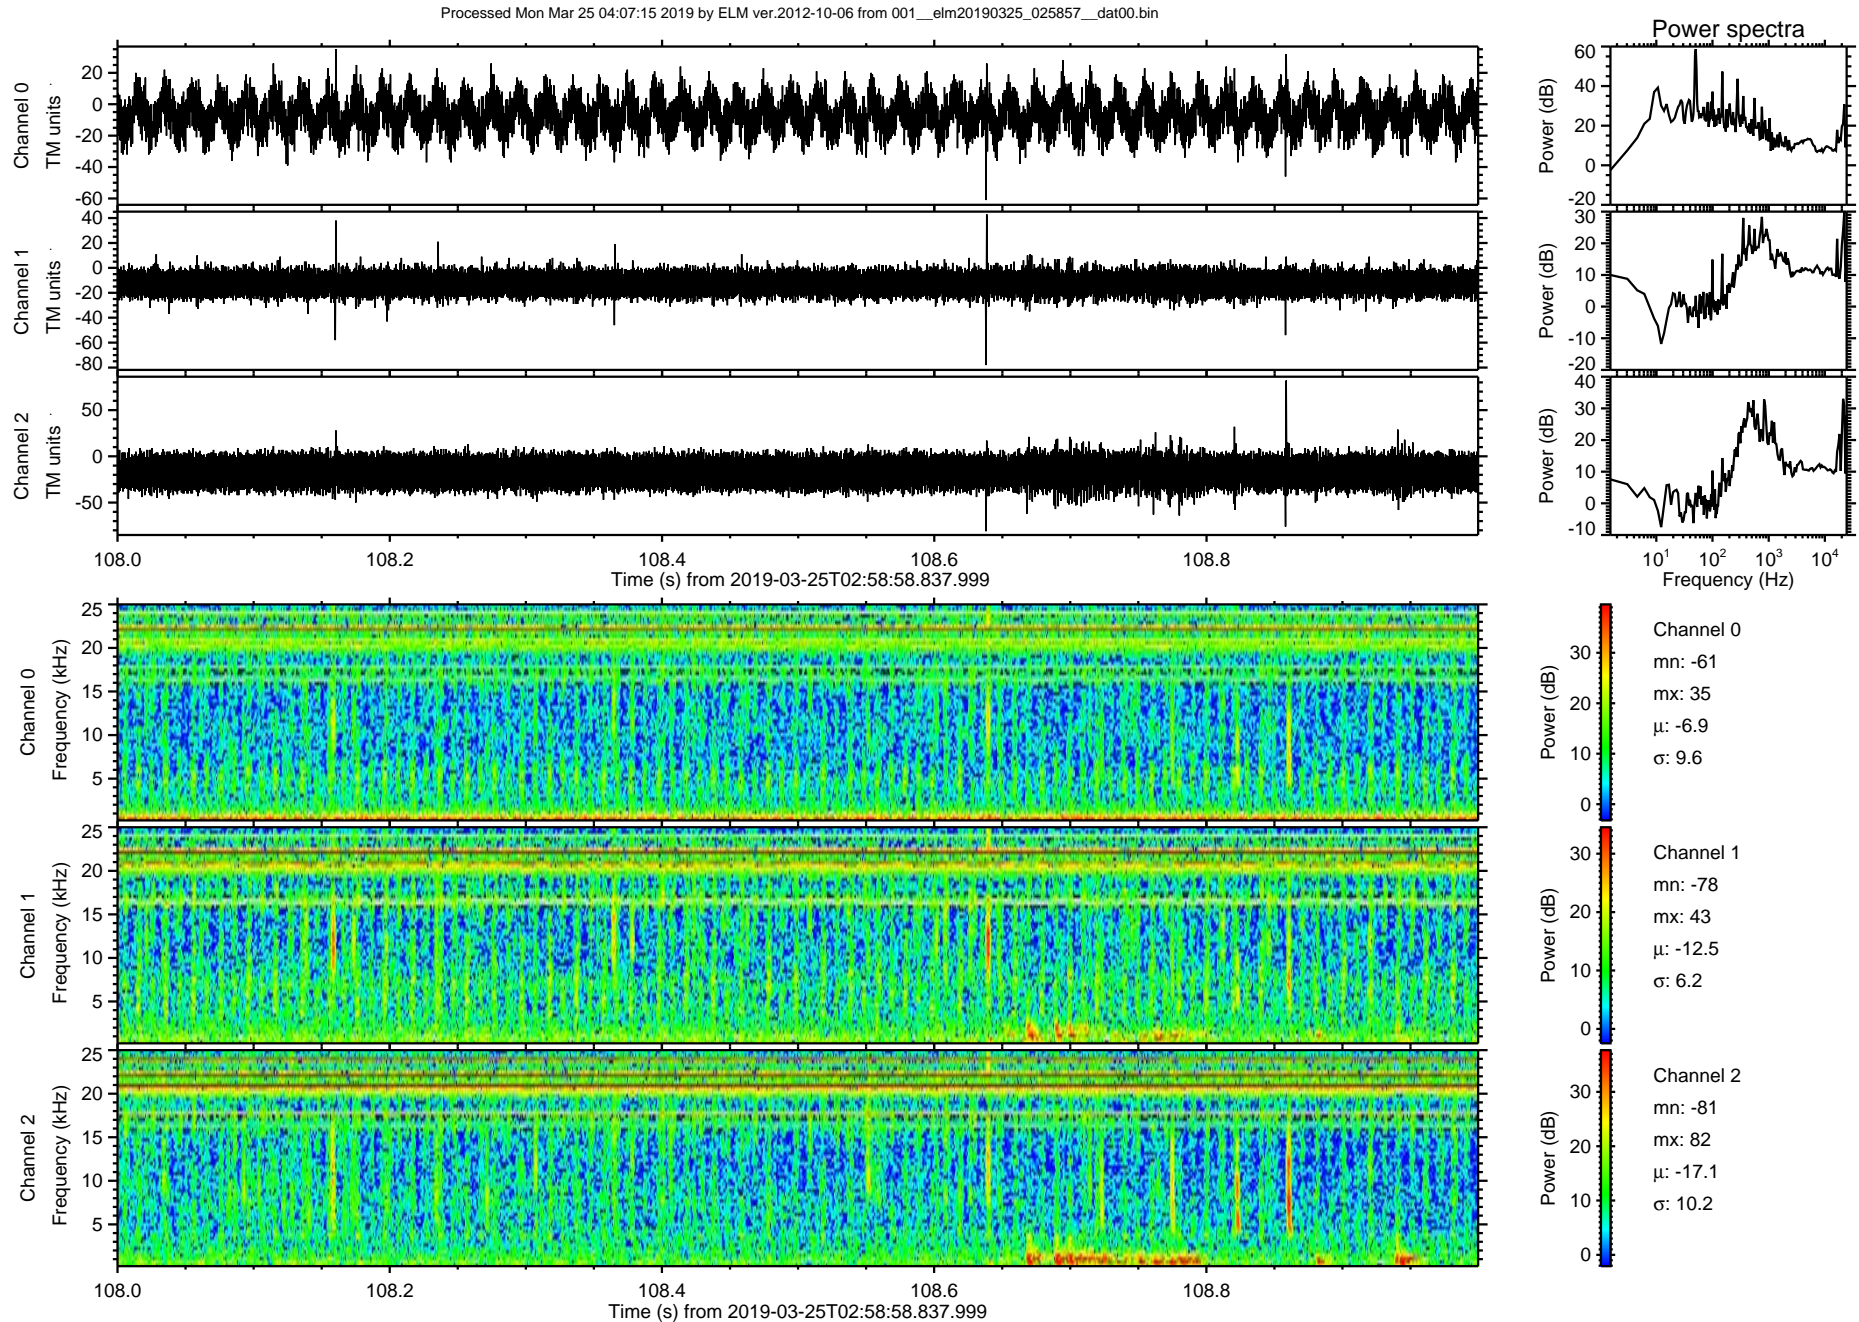 Processed Mon Mar 25 04:07:15 2019 by ELM ver.2012-10-06 from 001__elm20190325_025857__dat00.bin
Power spectra
Channel 0
TM units
20
0
-20
-40
-60
Power (dB)
60
40
20
0
-20
Channel 1
TM units
40
20
0
-20
-40
-60
-80
Power (dB)
30
20
10
0
-10
-20
Channel 2
TM units
50
0
-50
Power (dB)
40
30
20
10
0
-10
108.0 108.2 108.4 108.6 108.8
Time (s) from 2019-03-25T02:58:58.837.999
10¹ 10² 10³ 10⁴
Frequency (Hz)
Channel 0
Frequency (kHz)
25
20
15
10
5
Power (dB)
30
20
10
0
Channel 0
mn: -61
mx: 35
µ: -6.9
σ: 9.6
Channel 1
Frequency (kHz)
25
20
15
10
5
Power (dB)
30
20
10
0
Channel 1
mn: -78
mx: 43
µ: -12.5
σ: 6.2
Channel 2
Frequency (kHz)
25
20
15
10
5
Power (dB)
30
20
10
0
Channel 2
mn: -81
mx: 82
µ: -17.1
σ: 10.2
108.0 108.2 108.4 108.6 108.8
Time (s) from 2019-03-25T02:58:58.837.999